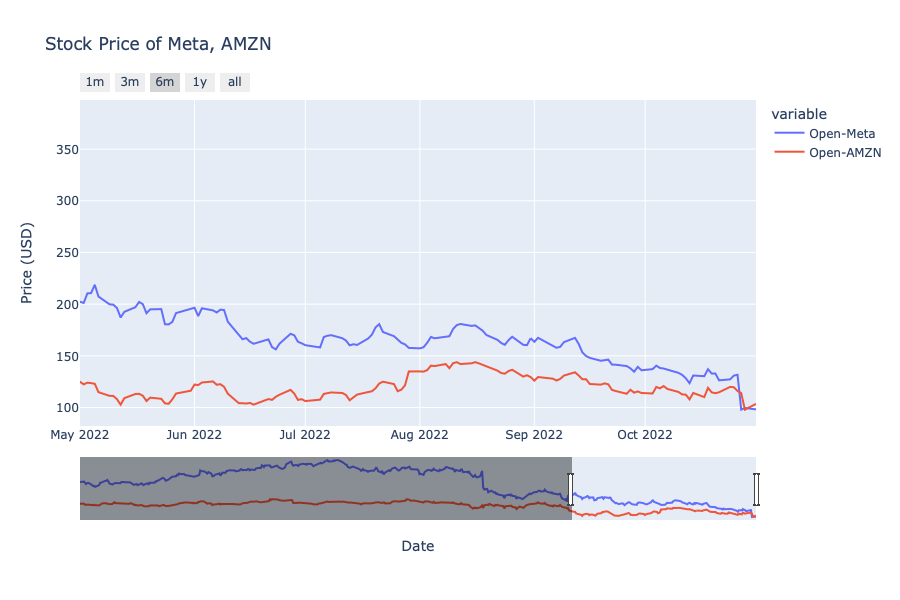 Stock Price of Meta, AMZN
1m 3m 6m 1y all
variable
Open-Meta
Open-AMZN
Price (USD)
350
300
250
200
150
100
May 2022 Jun 2022 Jul 2022 Aug 2022 Sep 2022 Oct 2022
Date